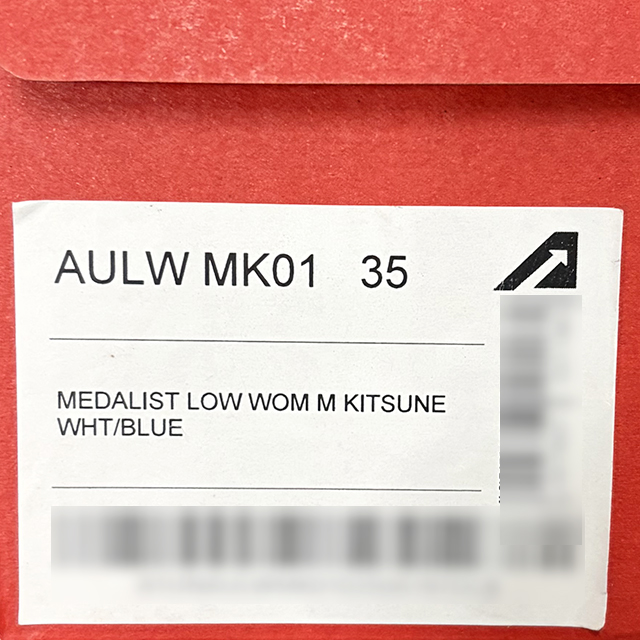 AULW MK01 35
MEDALIST LOW WOM M KITSUNE
WHT/BLUE